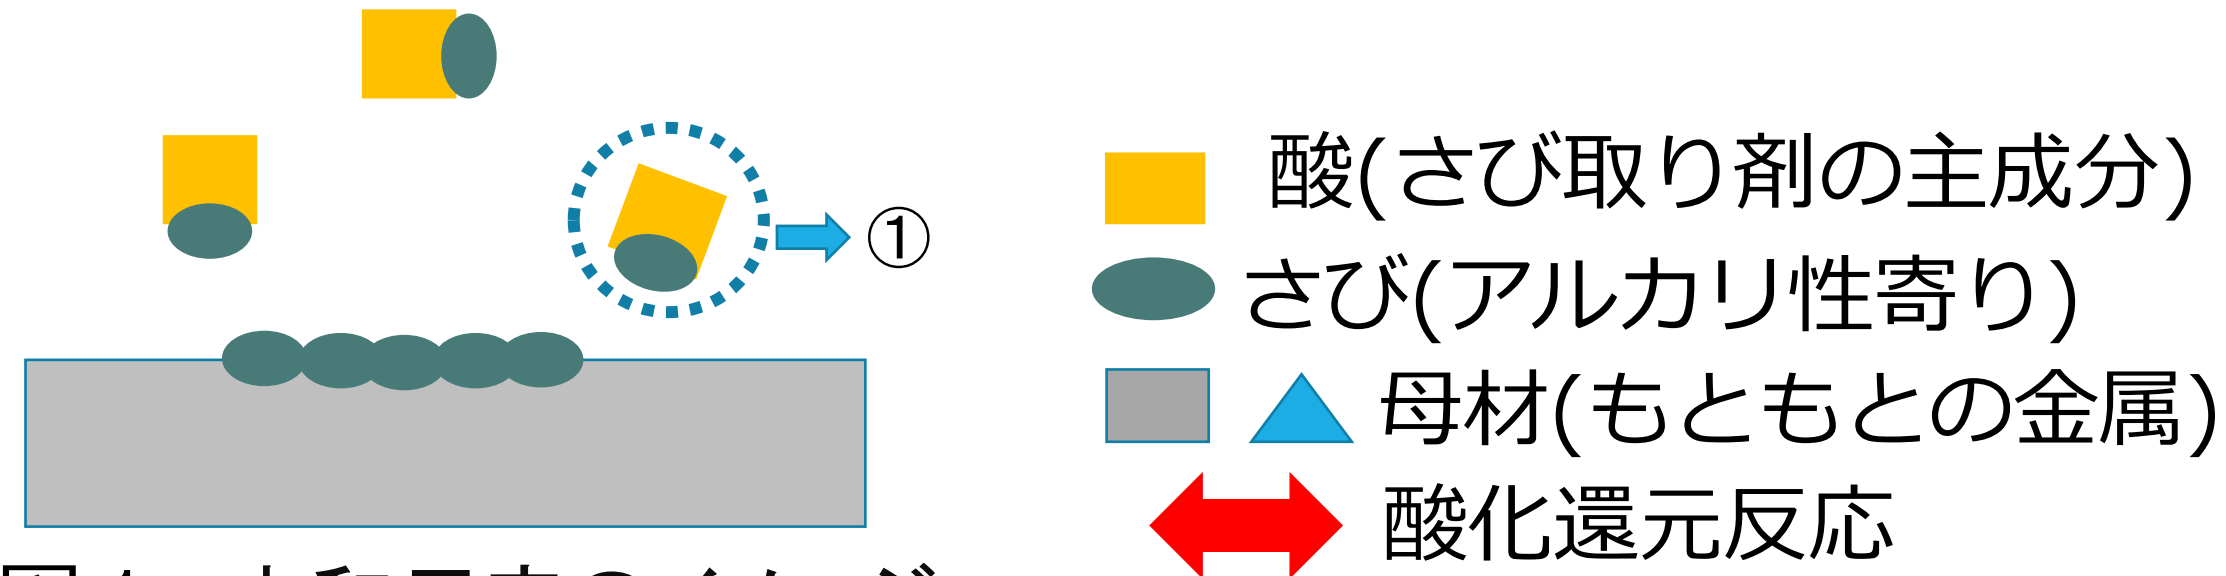 ①
酸(さび取り剤の主成分)
さび(アルカリ性寄り)
母材(もともとの金属)
酸化還元反応